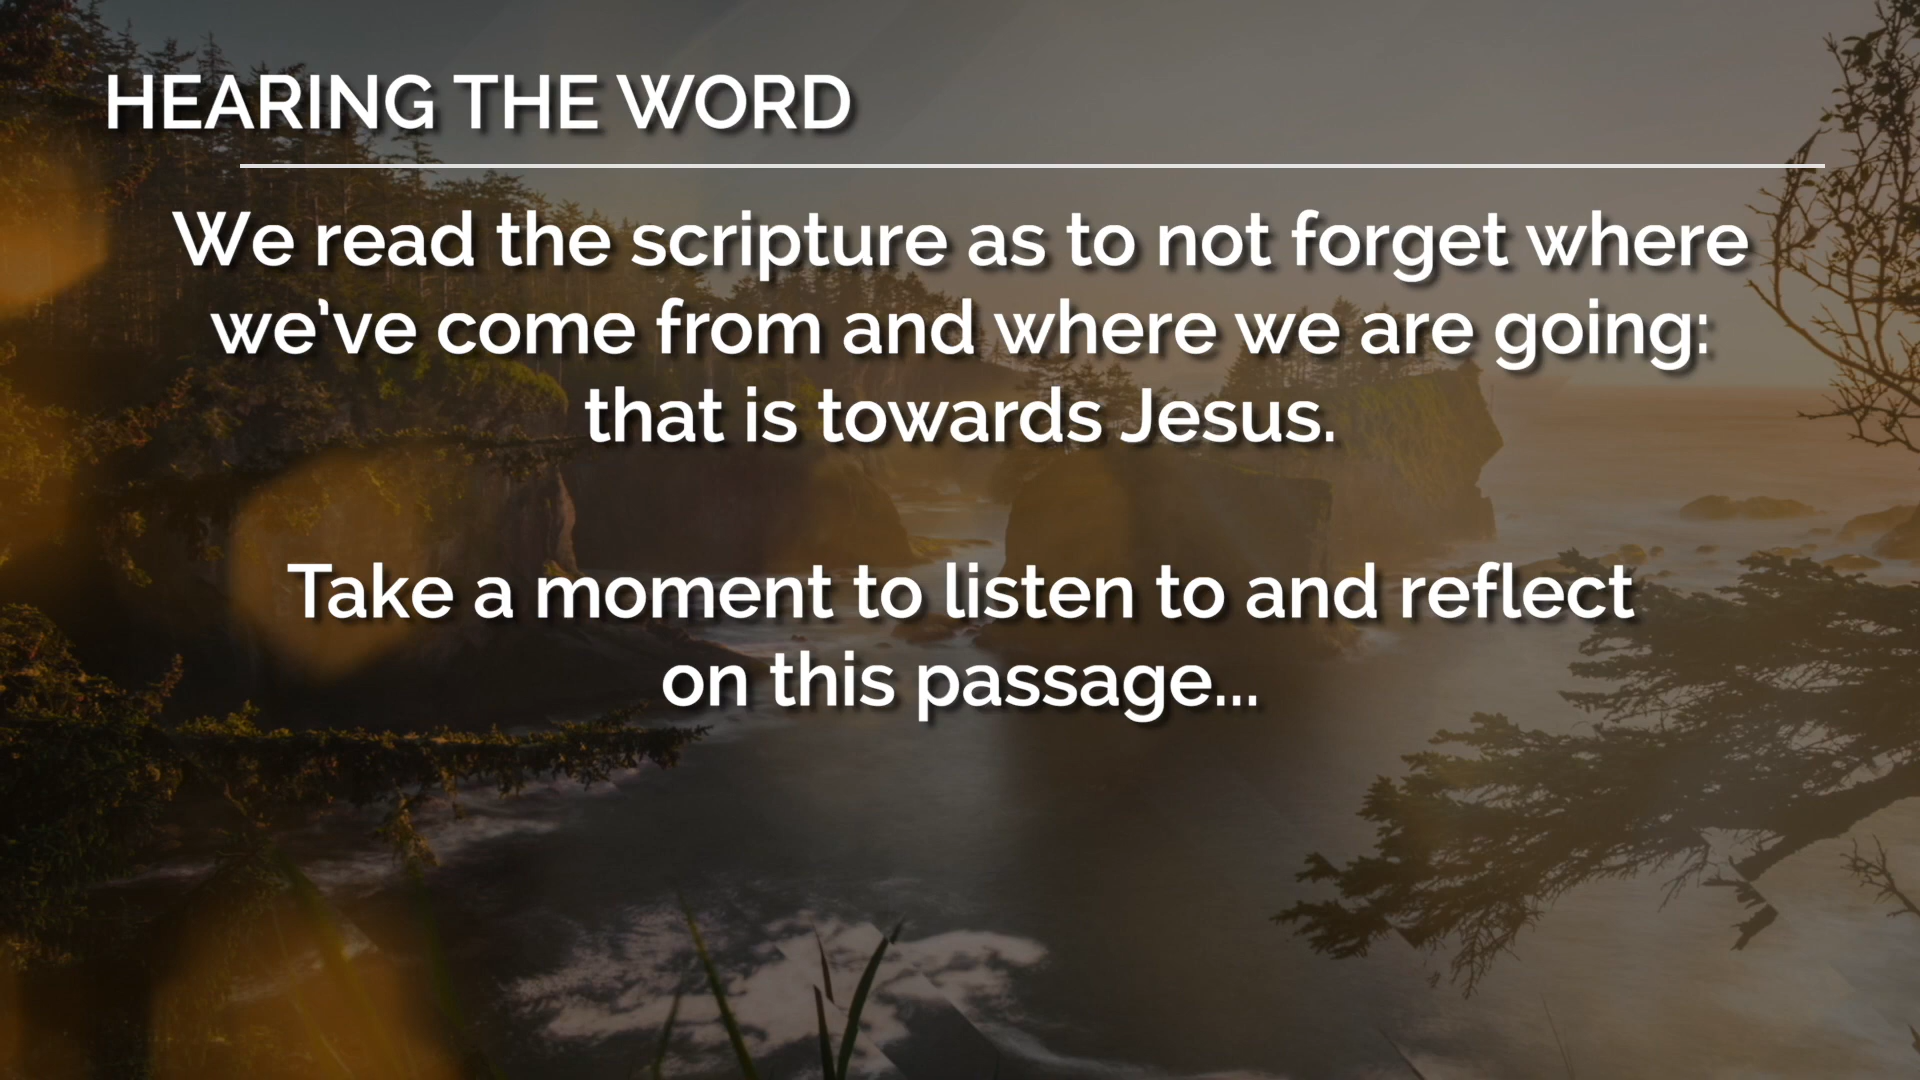 HEARING THE WORD
We read the scripture as to not forget where
we've come from and where we are going:
that is towards Jesus.
Take a moment to listen to and reflect
on this passage...